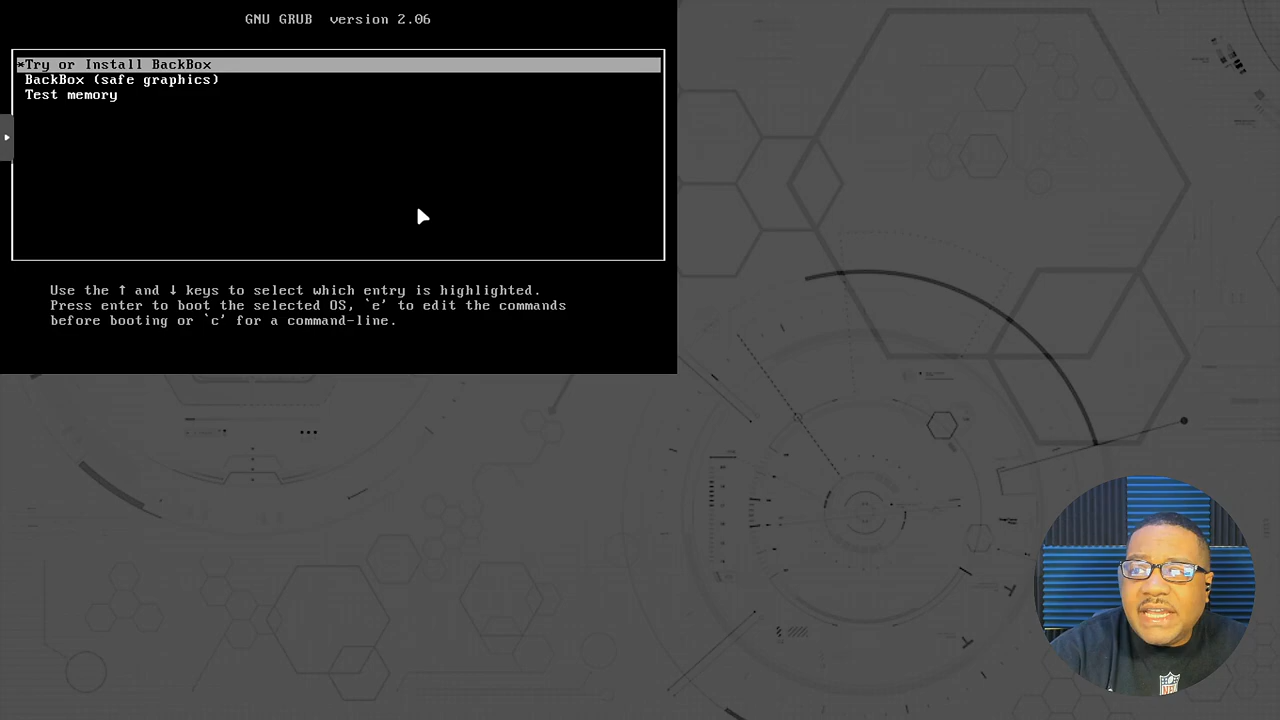 GNU GRUB  version 2.06
*Try or Install BackBox
BackBox (safe graphics)
Test memory
Use the ↑ and ↓ keys to select which entry is highlighted.
Press enter to boot the selected OS, `e' to edit the commands
before booting or `c' for a command-line.
NFL